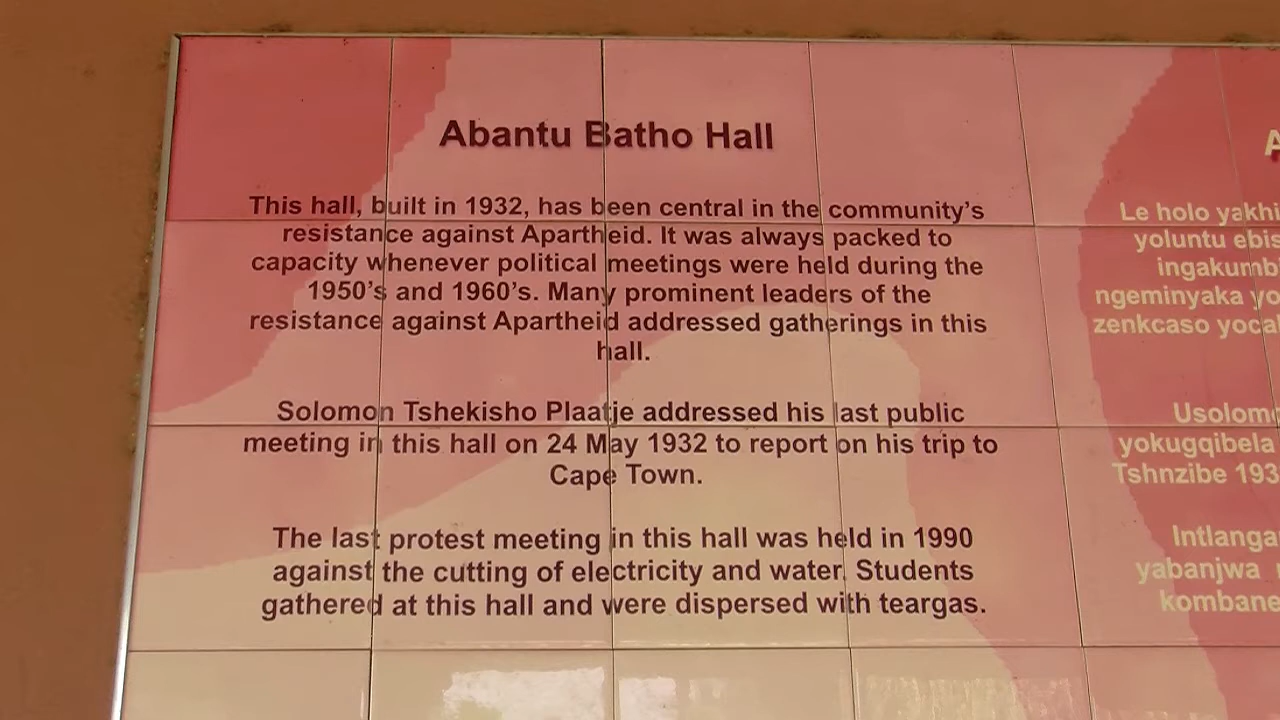 Abantu Batho Hall
This hall, built in 1932, has been central in the community's
resistance against Apartheid. It was always packed to
capacity whenever political meetings were held during the
1950's and 1960's. Many prominent leaders of the
resistance against Apartheid addressed gatherings in this
hall.
Solomon Tshekisho Plaatje addressed his last public
meeting in this hall on 24 May 1932 to report on his trip to
Cape Town.
The last protest meeting in this hall was held in 1990
against the cutting of electricity and water. Students
gathered at this hall and were dispersed with teargas.
A
Le holo yakhi
yoluntu ebis
ingakumb
ngeminyaka yo
zenkcaso yoca
Usolom
yokugqibela
Tshnzibe 193
Intlanga
yabanjwa
kombane